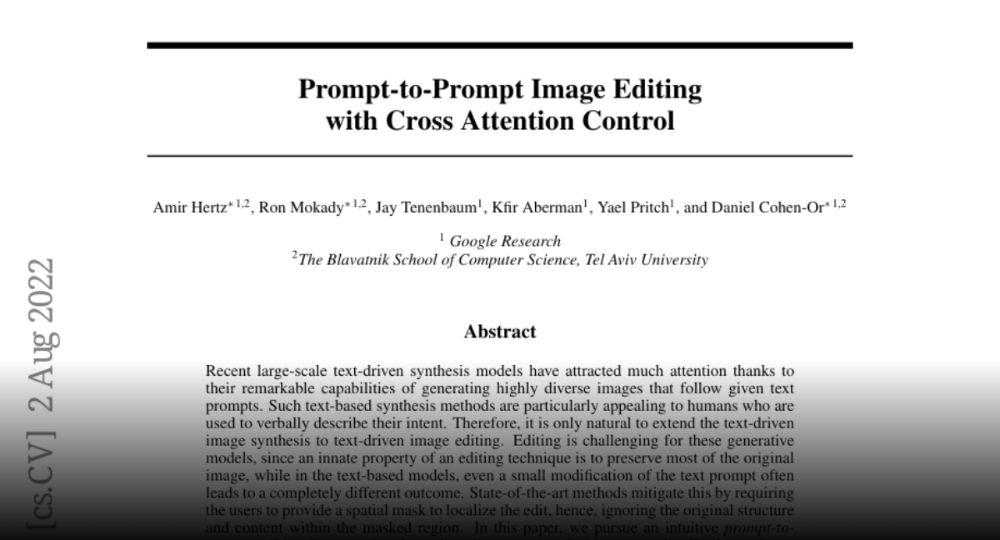 Prompt-to-Prompt Image Editing
with Cross Attention Control
Amir Hertz* 1,2, Ron Mokady* 1,2, Jay Tenenbaum1, Kfir Aberman1, Yael Pritch1, and Daniel Cohen-Or* 1,2
1 Google Research
2The Blavatnik School of Computer Science, Tel Aviv University
Abstract
Recent large-scale text-driven synthesis models have attracted much attention thanks to
their remarkable capabilities of generating highly diverse images that follow given text
prompts. Such text-based synthesis methods are particularly appealing to humans who are
used to verbally describe their intent. Therefore, it is only natural to extend the text-driven
image synthesis to text-driven image editing. Editing is challenging for these generative
models, since an innate property of an editing technique is to preserve most of the original
image, while in the text-based models, even a small modification of the text prompt often
leads to a completely different outcome. State-of-the-art methods mitigate this by requiring
the users to provide a spatial mask to localize the edit, hence, ignoring the original structure
and content within the masked region. In this paper, we pursue an intuitive prompt-to-
[cs.CV] 2 Aug 2022